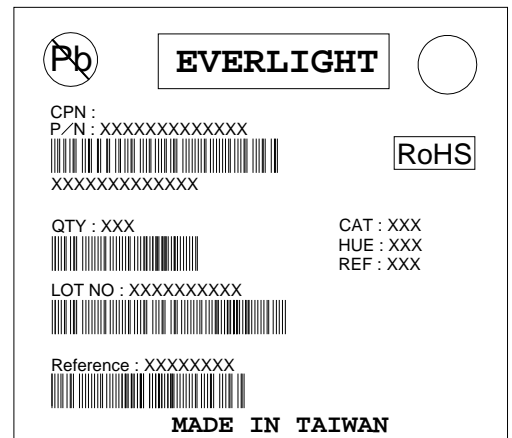 Pb
EVERLIGHT
CPN :
P/N : XXXXXXXXXXXXX
RoHS
XXXXXXXXXXXXX
QTY : XXX
CAT : XXX
HUE : XXX
REF : XXX
LOT NO : XXXXXXXXXX
Reference : XXXXXXXX
MADE IN TAIWAN